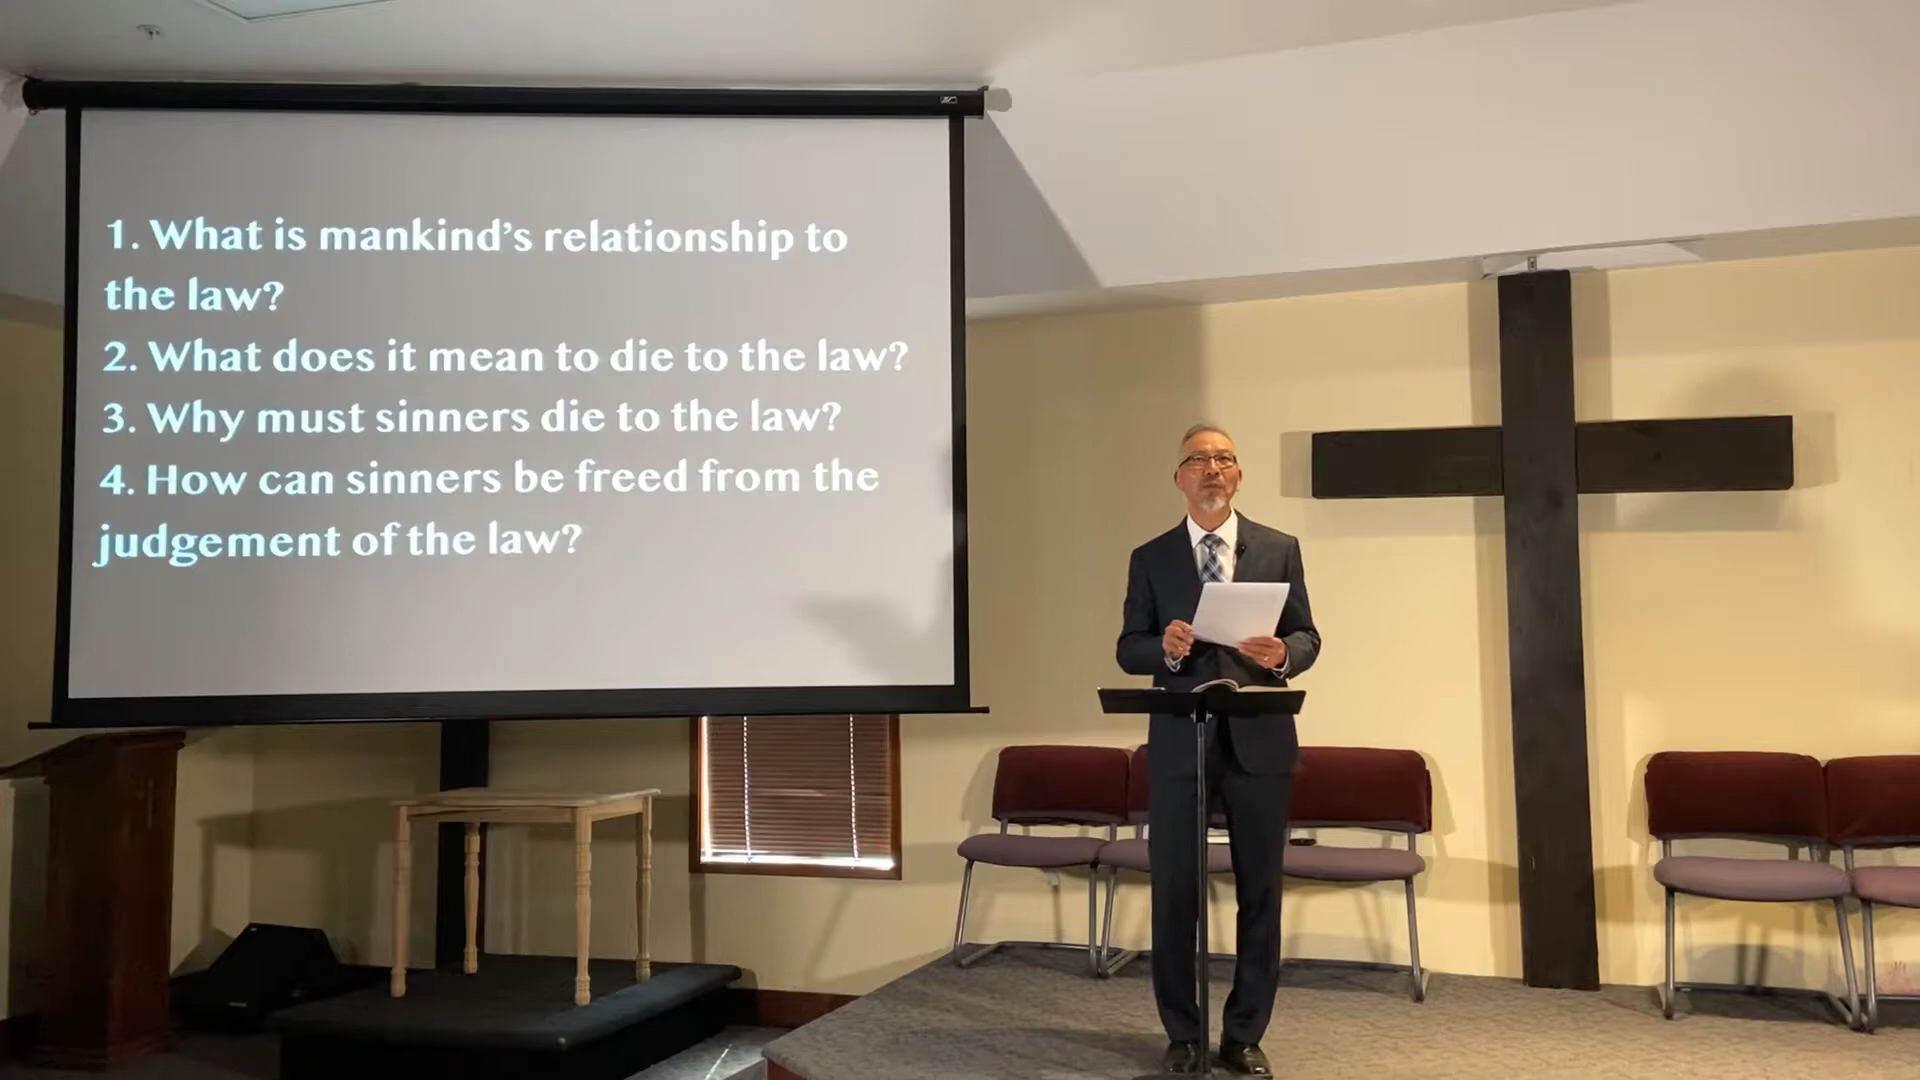 1. What is mankind’s relationship to
the law?
2. What does it mean to die to the law?
3. Why must sinners die to the law?
4. How can sinners be freed from the
judgement of the law?